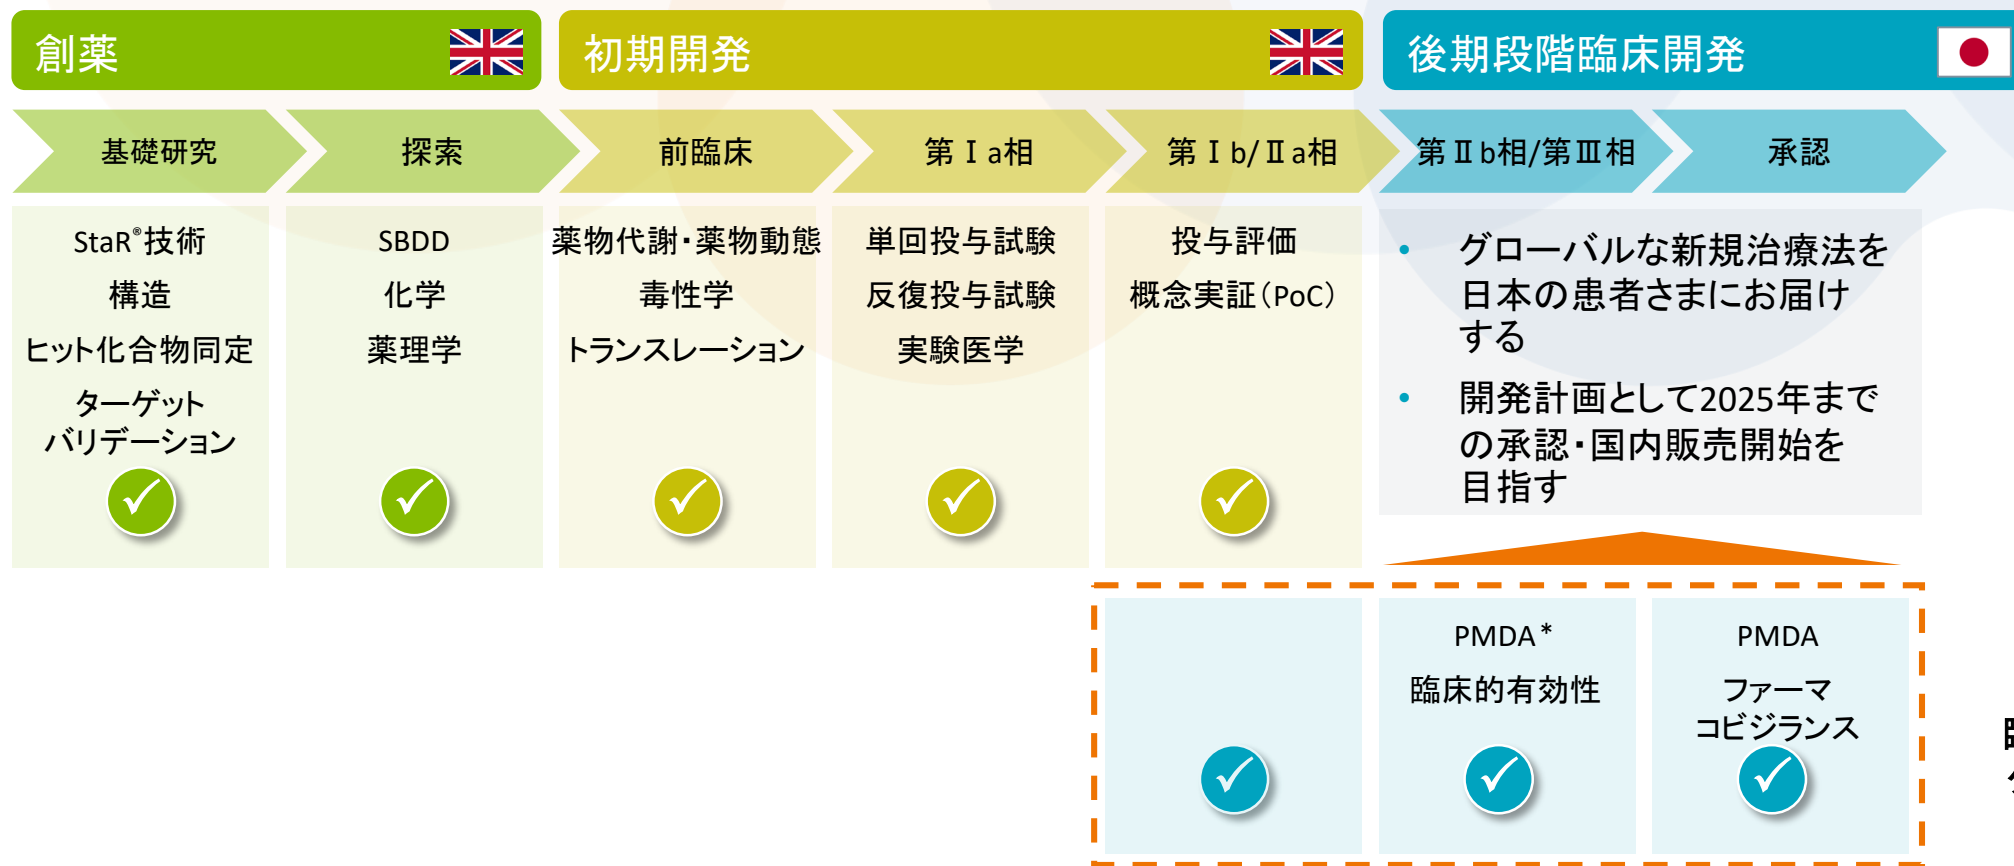 創薬
初期開発
後期段階臨床開発
基礎研究
探索
前臨床
第Ⅰa相
第Ⅰb/Ⅱa相
第Ⅱb相/第Ⅲ相
承認
StaR®技術
構造
ヒット化合物同定
ターゲット
バリデーション
SBDD
化学
薬理学
薬物代謝・薬物動態
毒性学
トランスレーション
単回投与試験
反復投与試験
実験医学
投与評価
概念実証（PoC）
• グローバルな新規治療法を
日本の患者さまにお届け
する
• 開発計画として2025年まで
の承認・国内販売開始を
目指す
PMDA*
臨床的有効性
PMDA
ファーマ
コビジランス